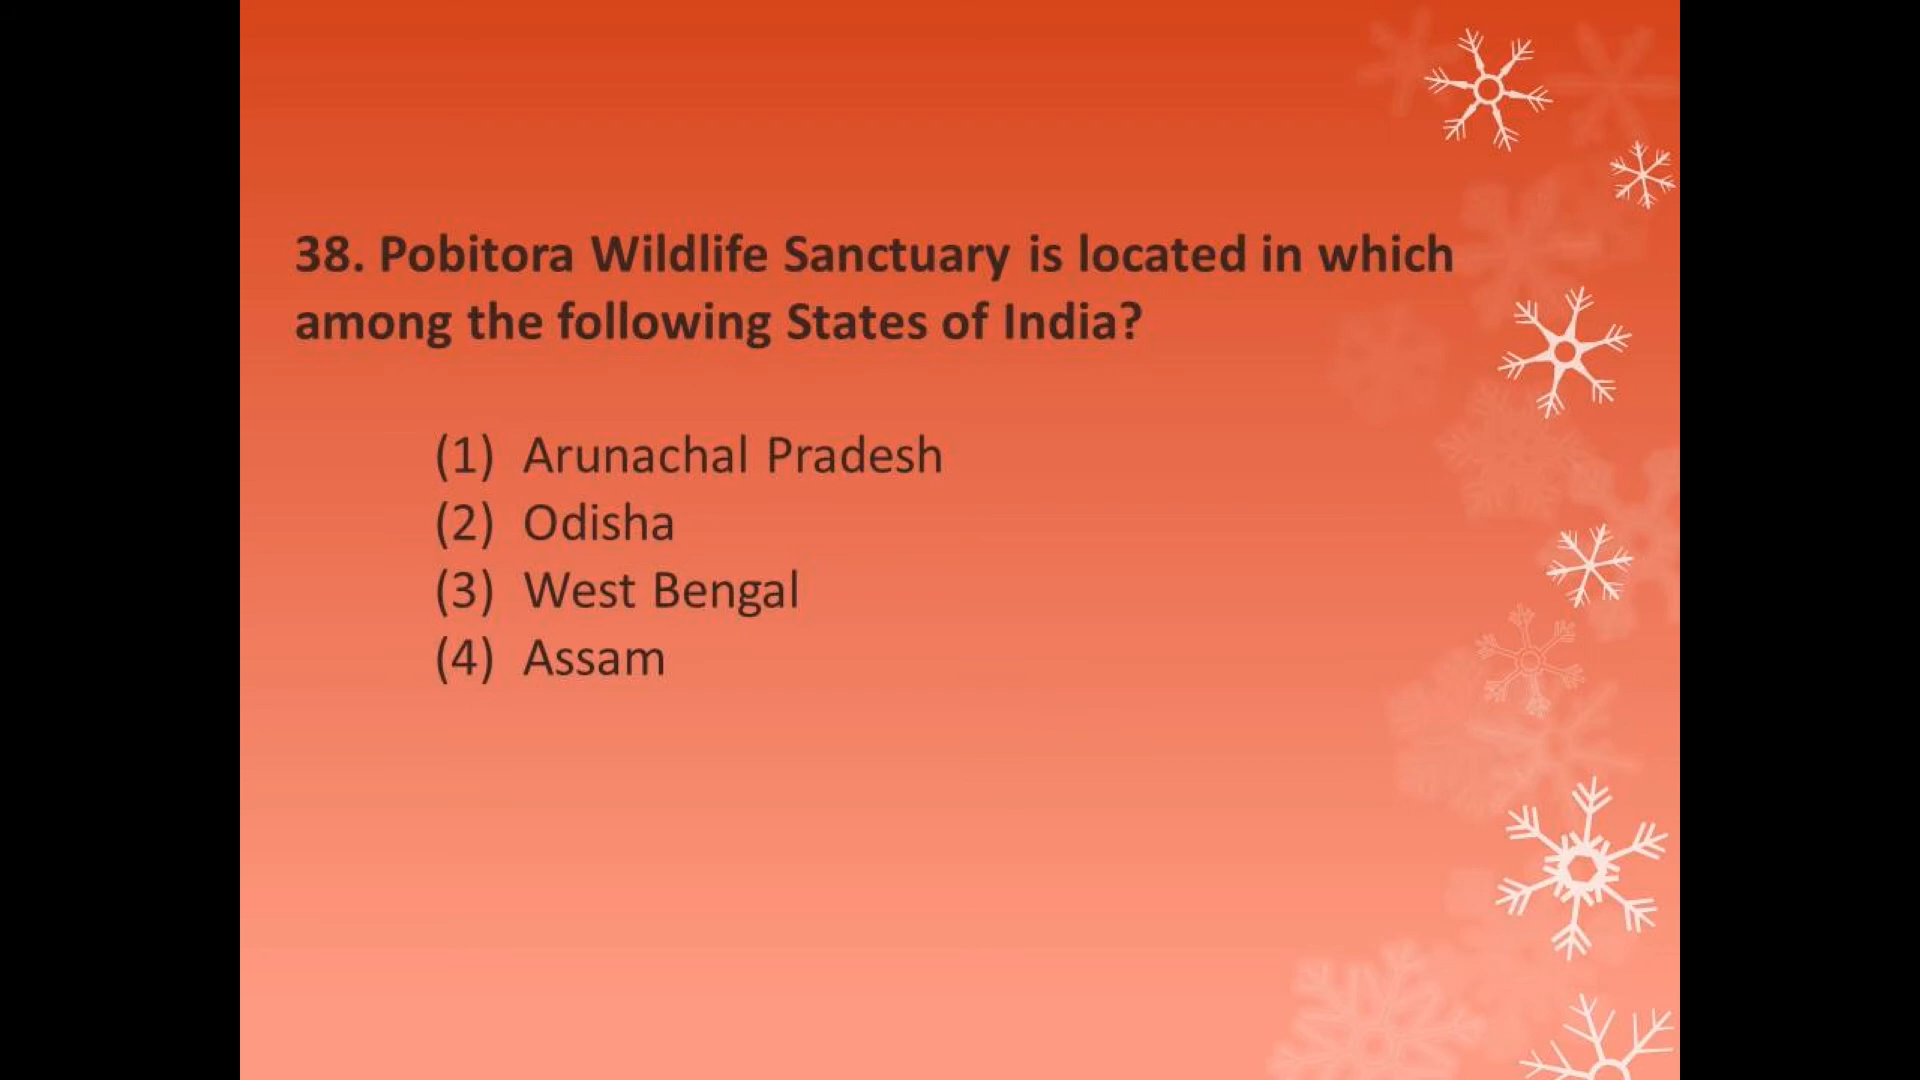 38. Pobitora Wildlife Sanctuary is located in which
among the following States of India?
(1) Arunachal Pradesh
(2) Odisha
(3) West Bengal
(4) Assam